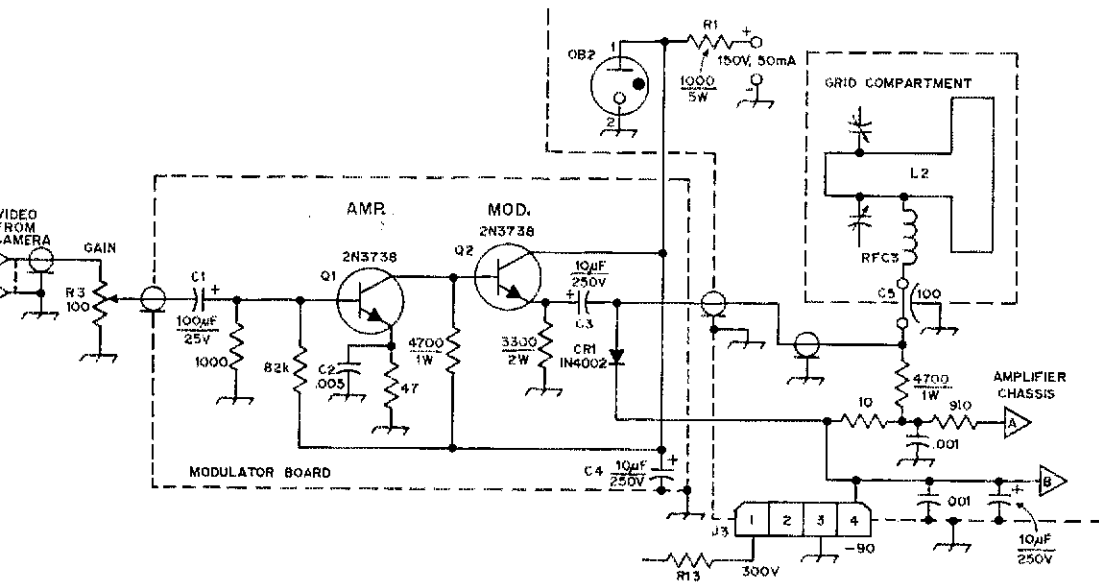 R1
+
1
OB2
1000
5W
150V, 50mA
-
2
GRID COMPARTMENT
L2
RFC3
C5
100
VIDEO
FROM
CAMERA
GAIN
R3
100
C1
+
100µF
25V
1000
82k
AMP.
2N3738
Q1
C2
.005
47
4700
1W
MOD.
2N3738
Q2
10µF
250V
+
C3
3300
2W
CR1
1N4002
4700
1W
10
910
AMPLIFIER
CHASSIS
A
.001
MODULATOR BOARD
C4
10µF
250V
+
B
.001
+
10µF
250V
J3
1
2
3
4
-90
R13
300V